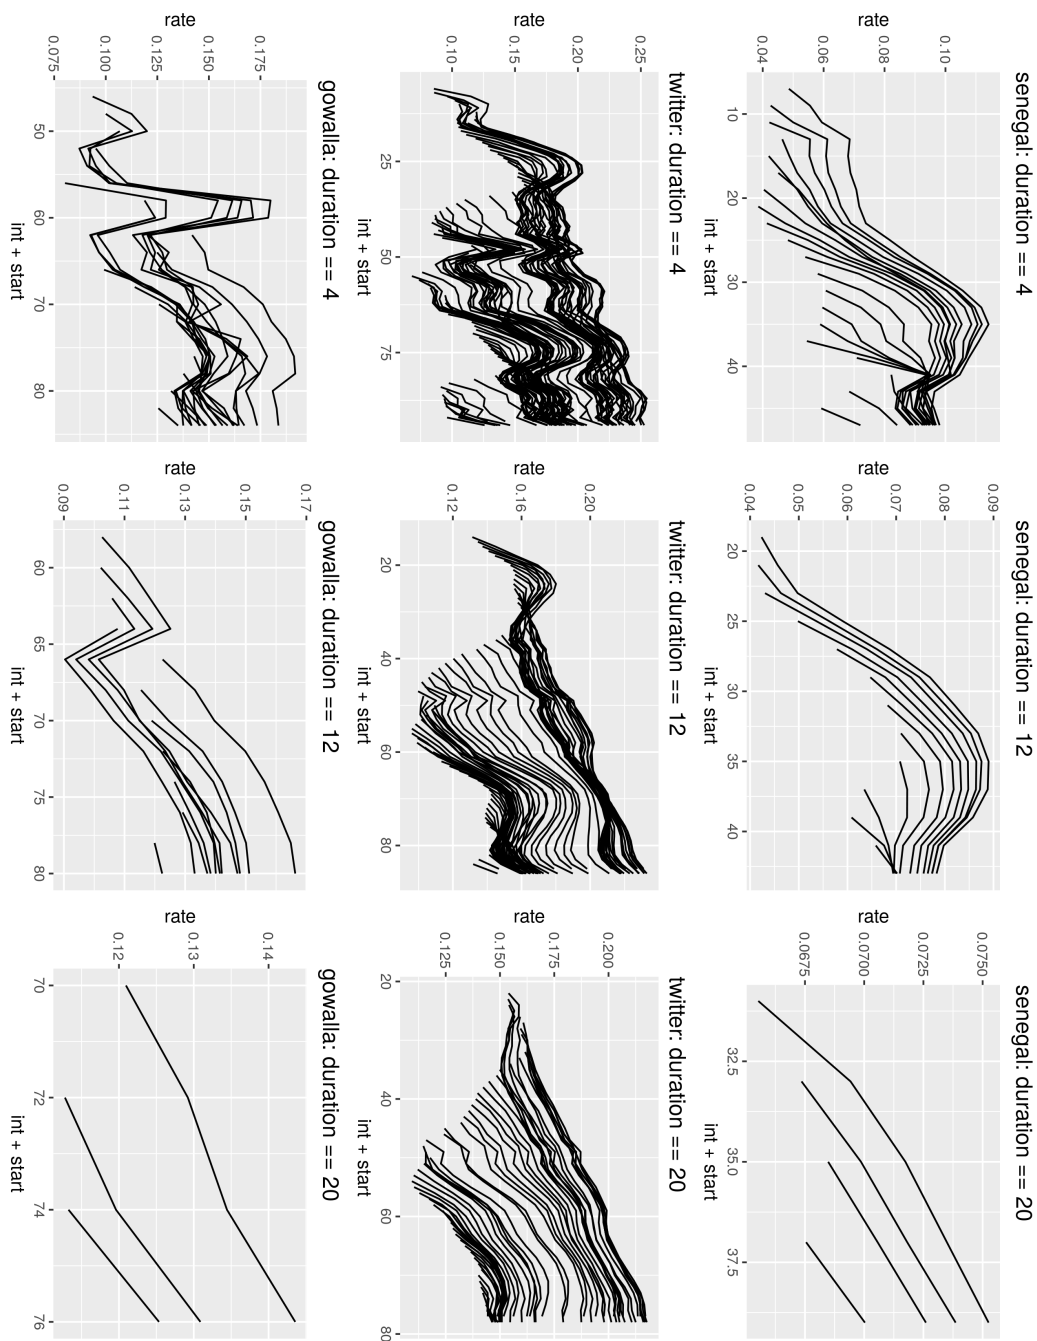 senegal: duration == 4
rate
0.10
0.08
0.06
0.04
10 20 30 40
int + start
senegal: duration == 12
rate
0.09
0.08
0.07
0.06
0.05
0.04
20 25 30 35 40
int + start
senegal: duration == 20
rate
0.0750
0.0725
0.0700
0.0675
32.5 35.0 37.5
int + start
twitter: duration == 4
rate
0.25
0.20
0.15
0.10
25 50 75
int + start
twitter: duration == 12
rate
0.20
0.16
0.12
20 40 60 80
int + start
twitter: duration == 20
rate
0.200
0.175
0.150
0.125
20 40 60 80
int + start
gowalla: duration == 4
rate
0.175
0.150
0.125
0.100
0.075
50 60 70 80
int + start
gowalla: duration == 12
rate
0.17
0.15
0.13
0.11
0.09
60 65 70 75 80
int + start
gowalla: duration == 20
rate
0.14
0.13
0.12
70 72 74 76
int + start